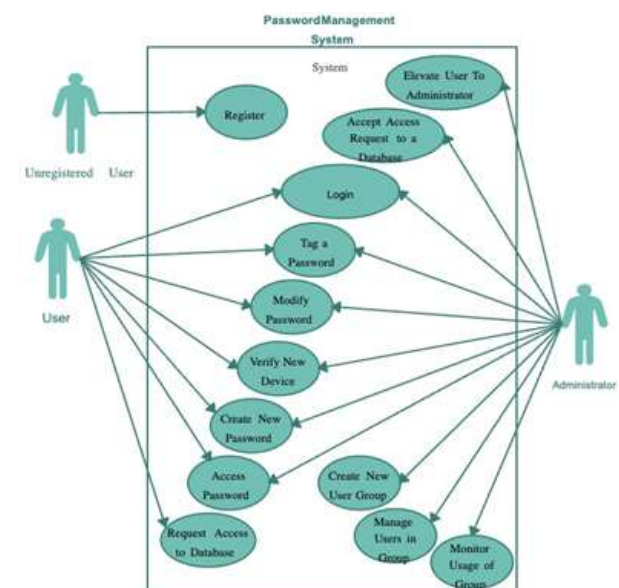 PasswordManagement
System
System
Elevate User To
Administrator
Register
Accept Access
Request to a
Database
Unregistered User
Login
Tag a
Password
User
Modify
Password
Verify New
Device
Administrator
Create New
Password
Access
Password
Create New
User Group
Request Access
to Database
Manage
Users in
Group
Monitor
Usage of
Group